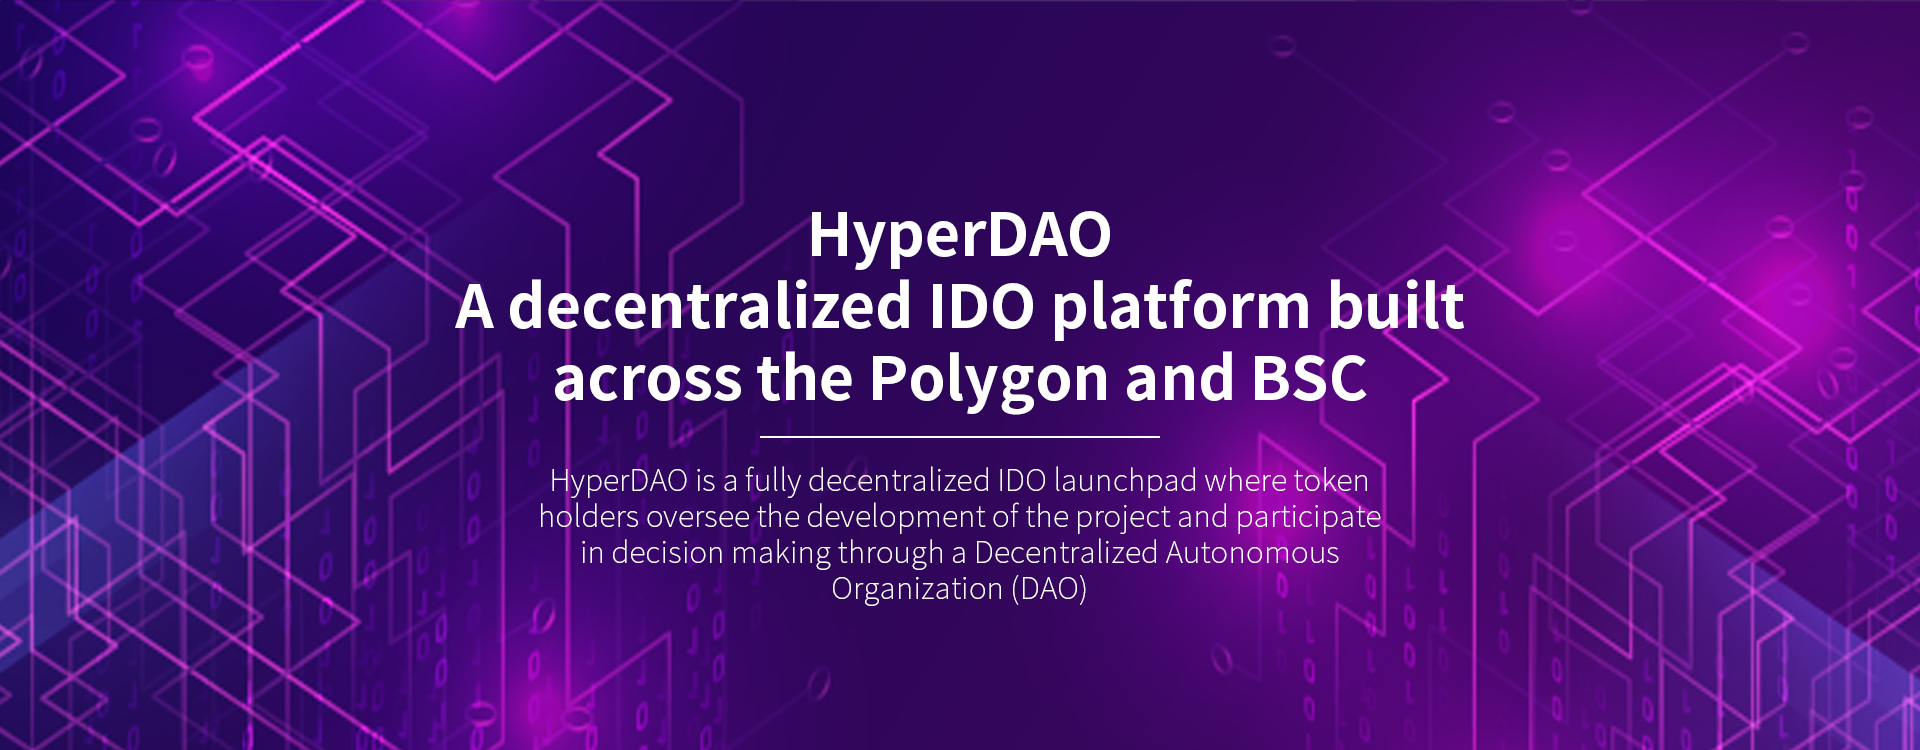 HyperDAO
A decentralized IDO platform built
across the Polygon and BSC
HyperDAO is a fully decentralized IDO launchpad where token
holders oversee the development of the project and participate
in decision making through a Decentralized Autonomous
Organization (DAO)